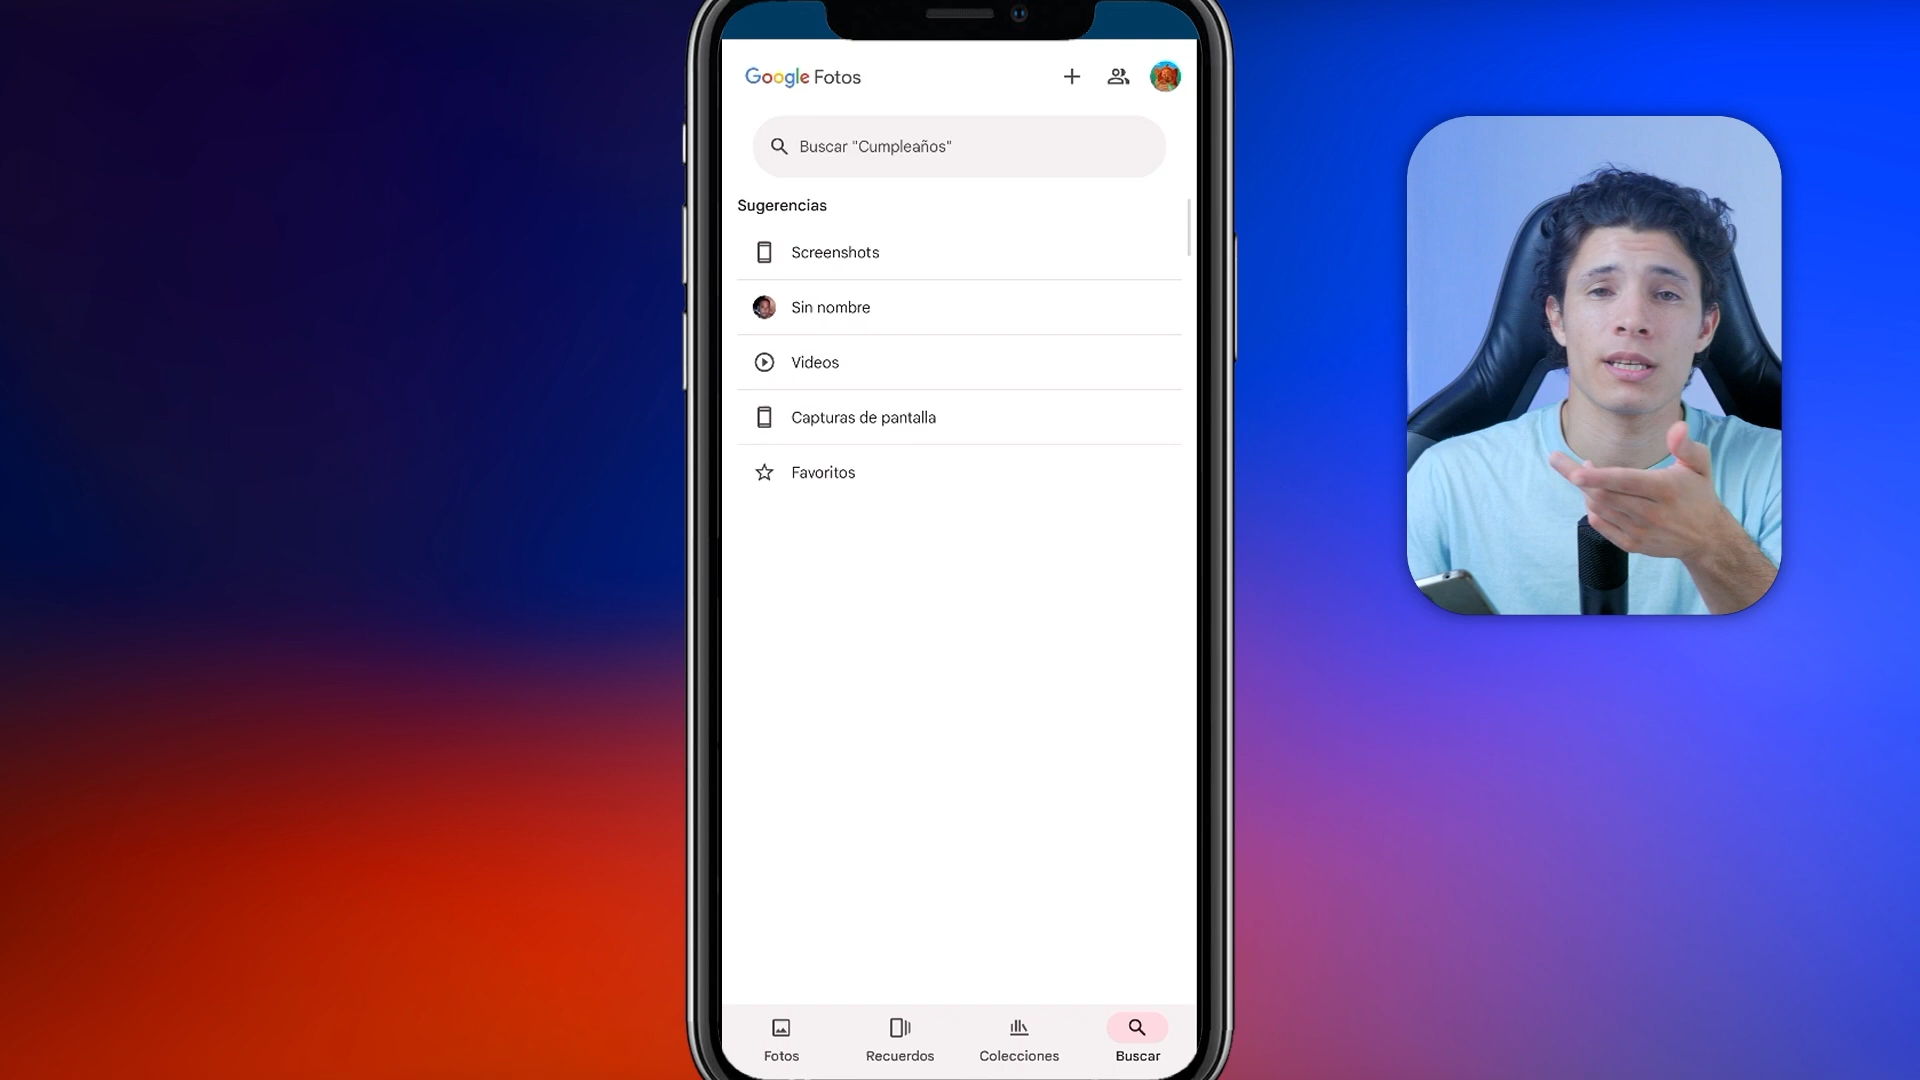 Google Fotos
Buscar "Cumpleaños"
Sugerencias
Screenshots
Sin nombre
Videos
Capturas de pantalla
Favoritos
Fotos
Recuerdos
Colecciones
Buscar